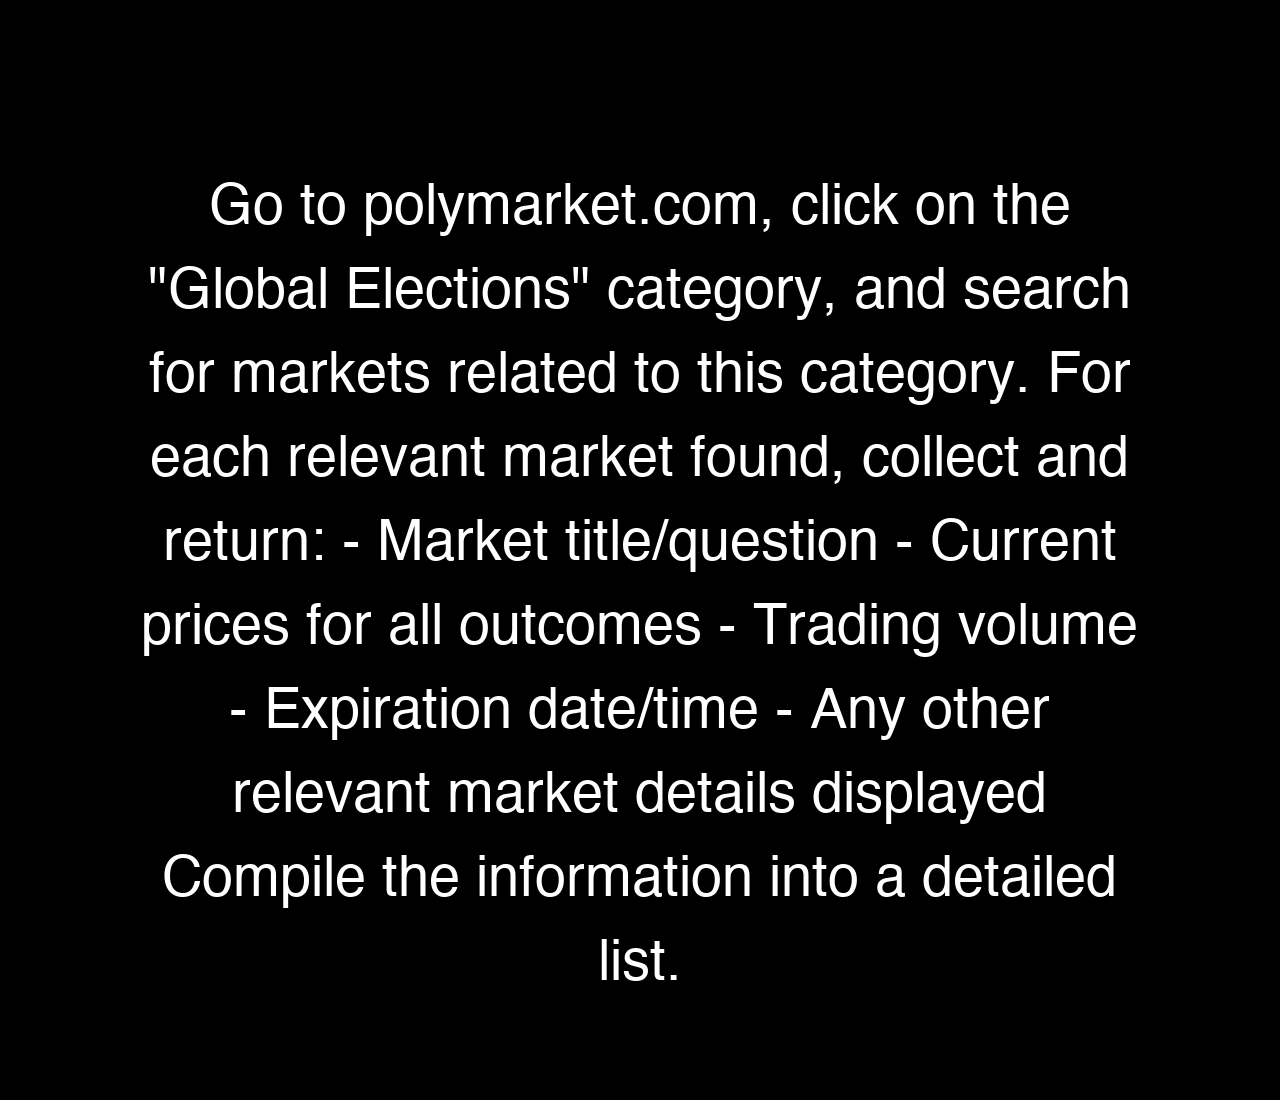 Go to polymarket.com, click on the
"Global Elections" category, and search
for markets related to this category. For
each relevant market found, collect and
return: - Market title/question - Current
prices for all outcomes - Trading volume
- Expiration date/time - Any other
relevant market details displayed
Compile the information into a detailed
list.